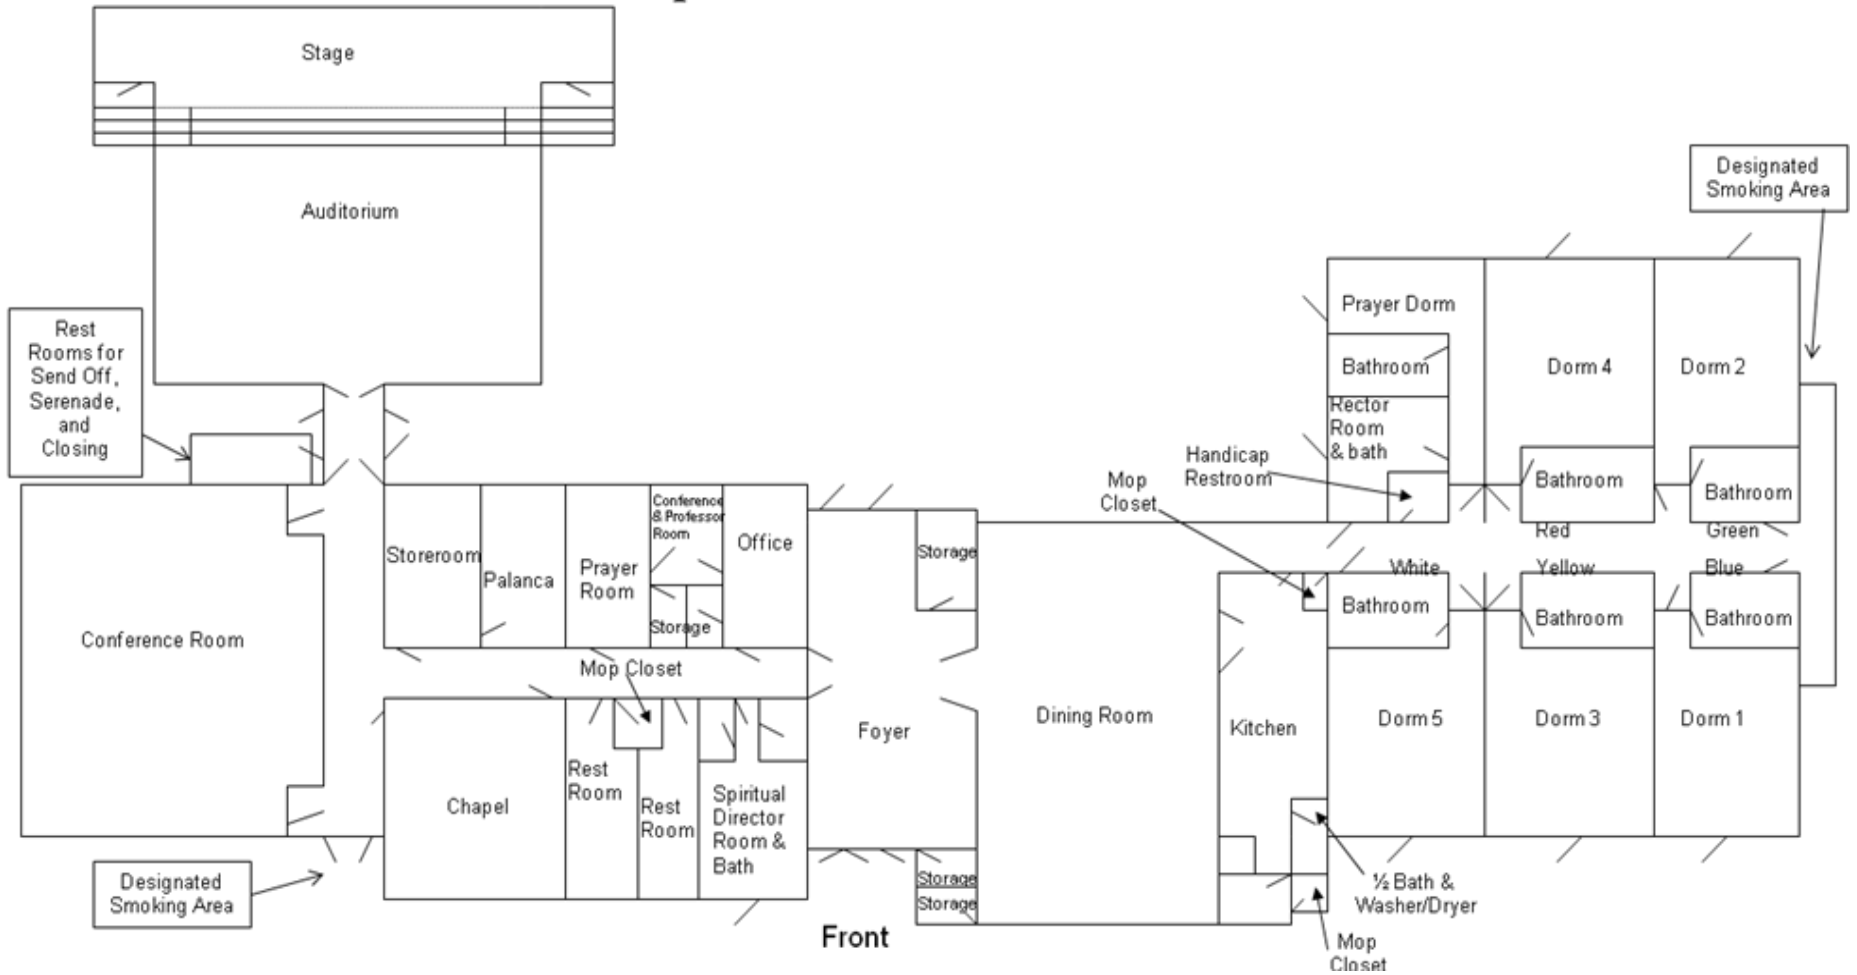 Stage
Auditorium
Designated
Smoking Area
Rest
Rooms for
Send Off,
Serenade,
and
Closing
Prayer Dorm
Bathroom
Dorm 4
Dorm 2
Rector
Room
& bath
Handicap
Restroom
Mop
Closet
Bathroom
Bathroom
Conference
& Professor
Room
Office
Storeroom
Palanca
Prayer
Room
Storage
Storage
Red
Green
White
Yellow
Blue
Bathroom
Bathroom
Bathroom
Conference Room
Mop Closet
Foyer
Dining Room
Kitchen
Dorm 5
Dorm 3
Dorm 1
Chapel
Rest
Room
Rest
Room
Spiritual
Director
Room &
Bath
Designated
Smoking Area
Storage
Storage
½ Bath &
Washer/Dryer
Front
Mop
Closet